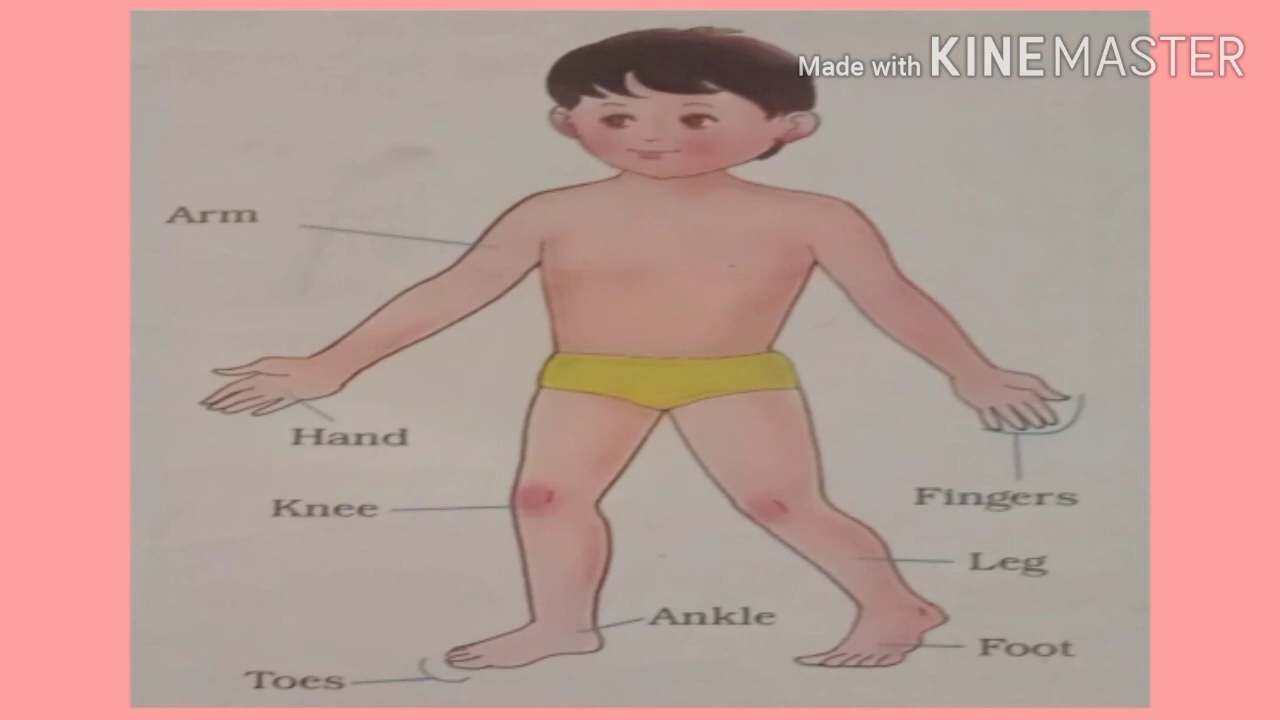 Made with KINEMASTER
Arm
Hand
Knee
Fingers
Leg
Ankle
Foot
Toes